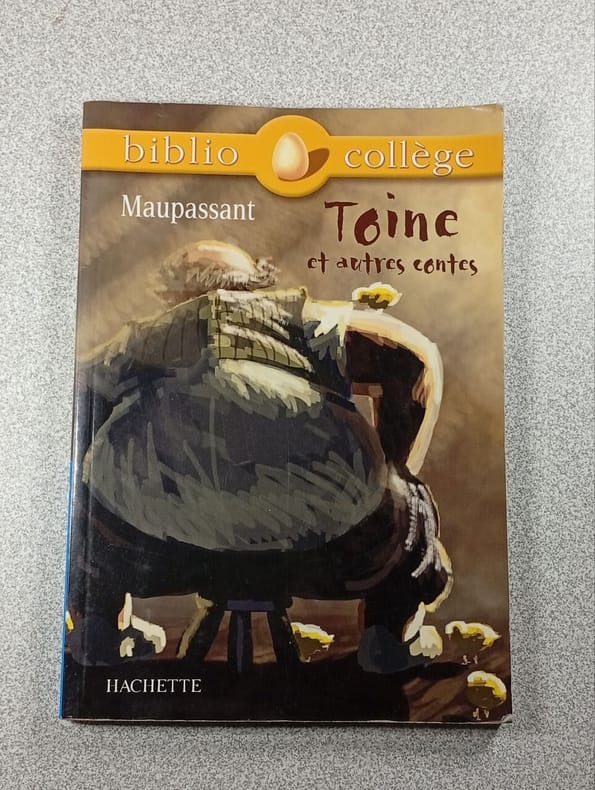 biblio collège
Maupassant
Toine
et autres contes
HACHETTE